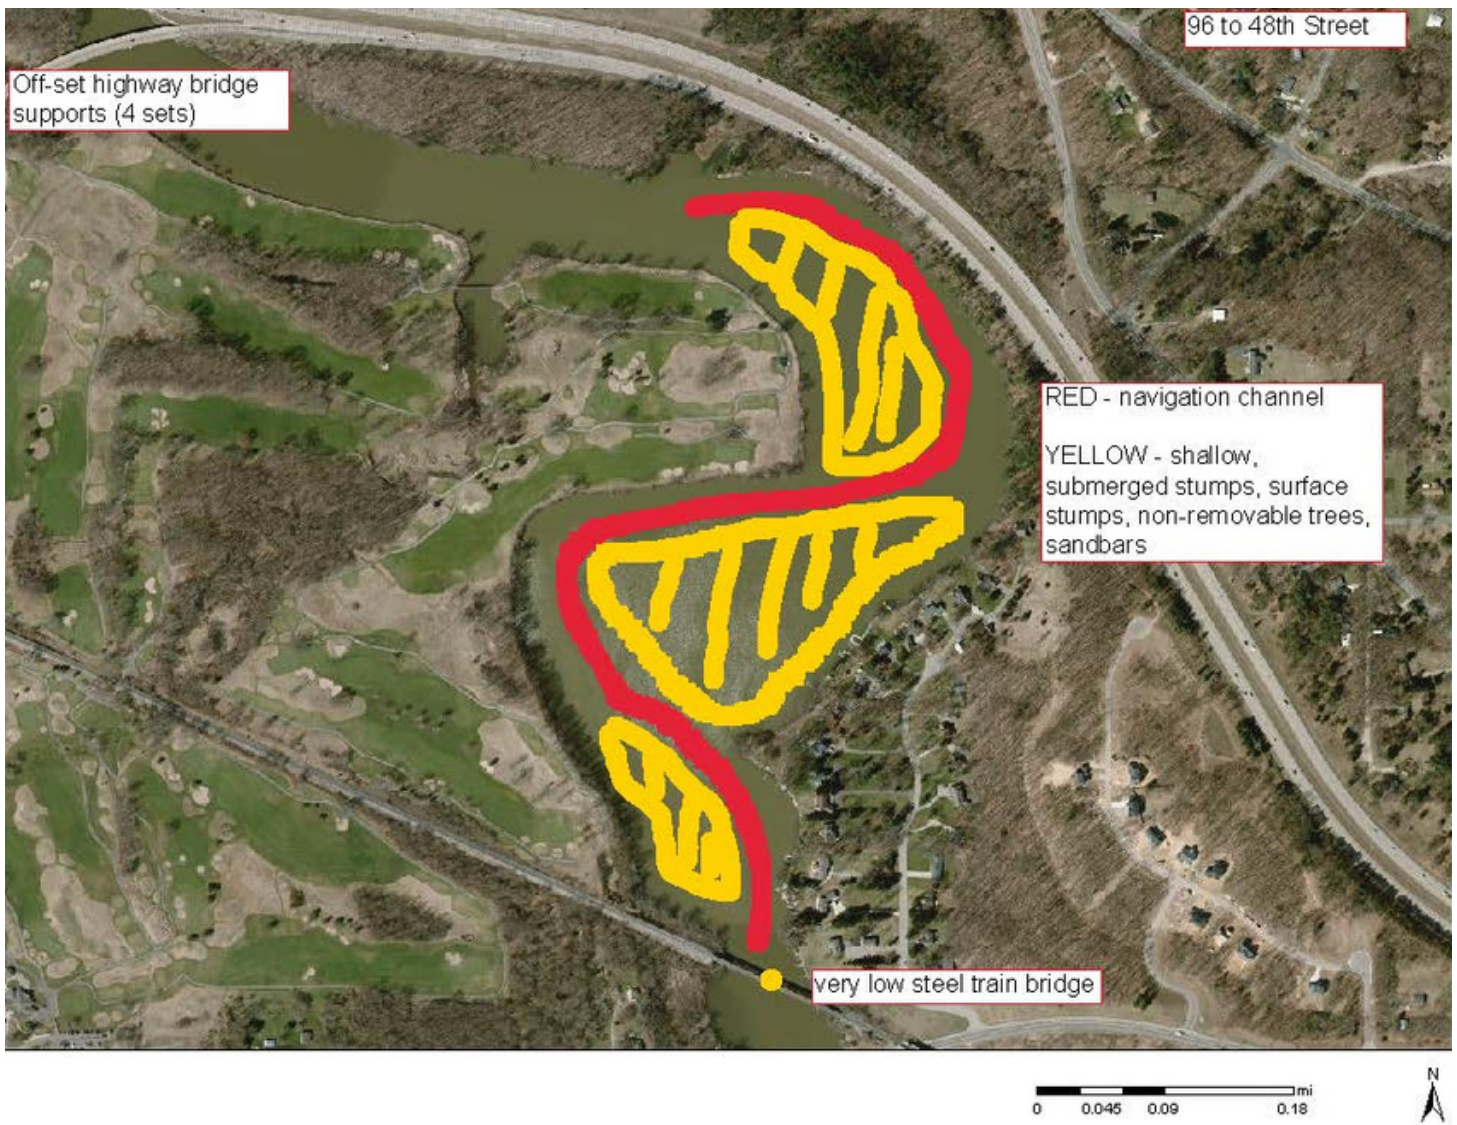 96 to 48th Street
Off-set highway bridge
supports (4 sets)
RED - navigation channel
YELLOW - shallow,
submerged stumps, surface
stumps, non-removable trees,
sandbars
very low steel train bridge
N
mi
0 0.045 0.09 0.18